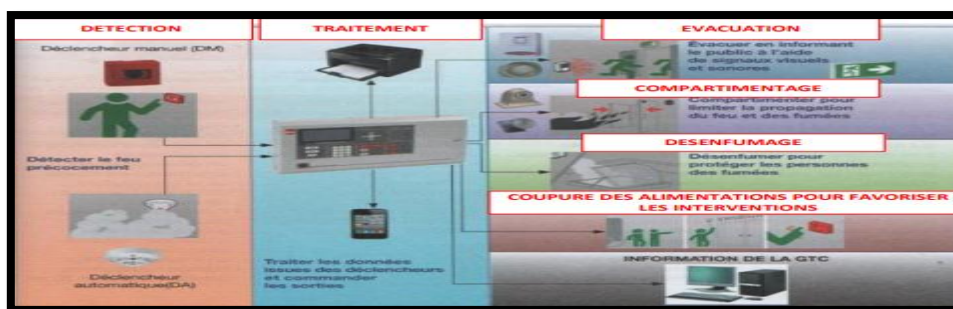 DETECTION
Déclencheur manuel (DM)
Détecter le feu
précocement
Déclencheur
automatique(DA)
TRAITEMENT
Traiter les données
issues des déclencheurs
et commander
les sorties
EVACUATION
Évacuer en informant
le public à l'aide
de signaux visuels
et sonores
COMPARTIMENTAGE
Compartimenter pour
limiter la propagation
du feu et des fumées
DESENFUMAGE
Désenfumer pour
protéger les personnes
des fumées
COUPURE DES ALIMENTATIONS POUR FAVORISER
LES INTERVENTIONS
INFORMATION DE LA GTC